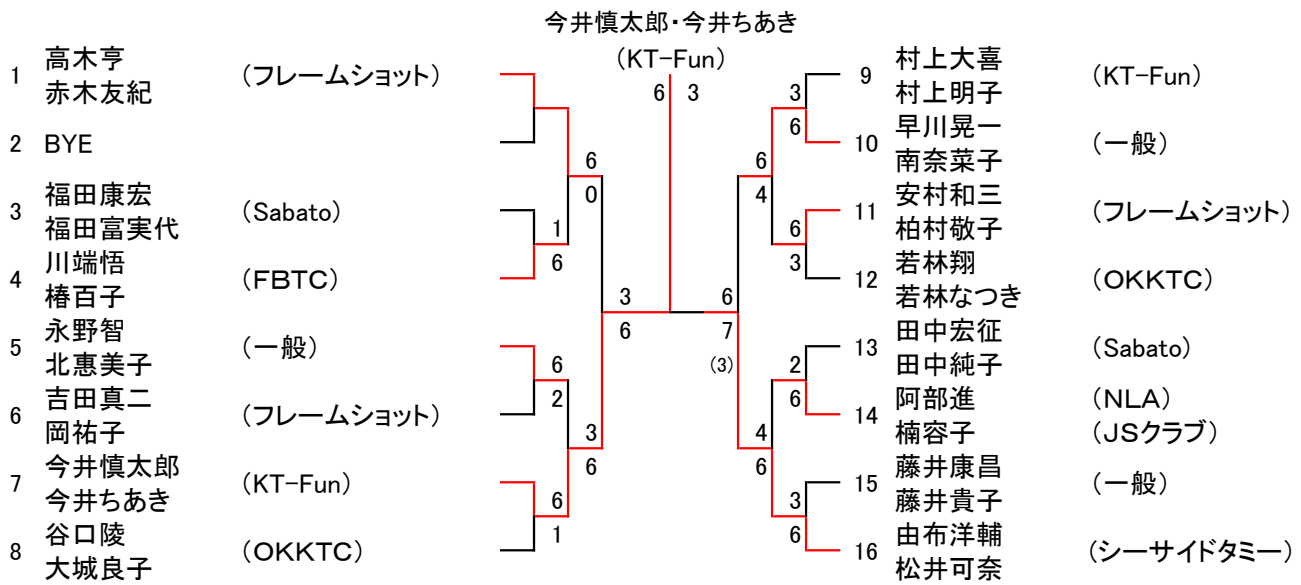 今井慎太郎・今井ちあき
(KT-Fun)
6 3
1 高木亨 (フレームショット)
赤木友紀
2 BYE
6
0
3 福田康宏 (Sabato)
福田富実代
1
6
4 川端悟 (FBTC)
椿百子
3
6
5 永野智 (一般)
北惠美子
6
2
6 吉田真二 (フレームショット)
岡祐子
3
6
7 今井慎太郎 (KT-Fun)
今井ちあき
6
1
8 谷口陵 (OKKTC)
大城良子
9 村上大喜 (KT-Fun)
村上明子
3
6
10 早川晃一 (一般)
南奈菜子
6
4
11 安村和三 (フレームショット)
柏村敬子
6
3
12 若林翔 (OKKTC)
若林なつき
6
7
(3)
13 田中宏征 (Sabato)
田中純子
2
6
14 阿部進 (NLA)
楠容子 (JSクラブ)
4
6
15 藤井康昌 (一般)
藤井貴子
3
6
16 由布洋輔 (シーサイドタミー)
松井可奈